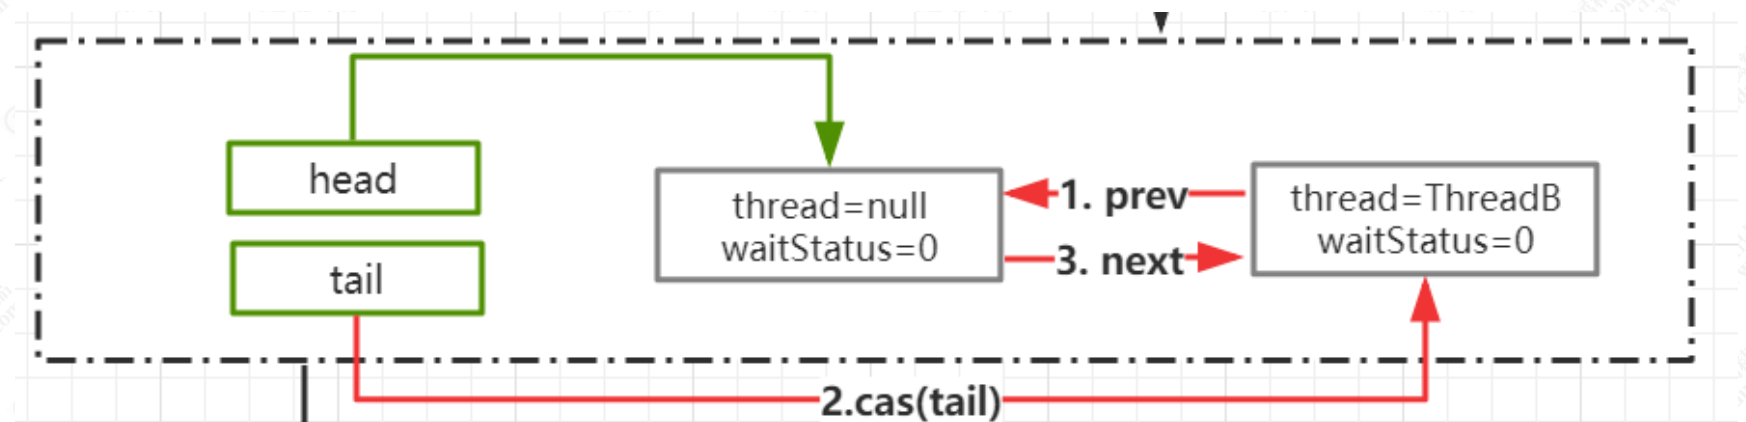 head
tail
thread=null
waitStatus=0
1. prev
3. next
thread=ThreadB
waitStatus=0
2.cas(tail)